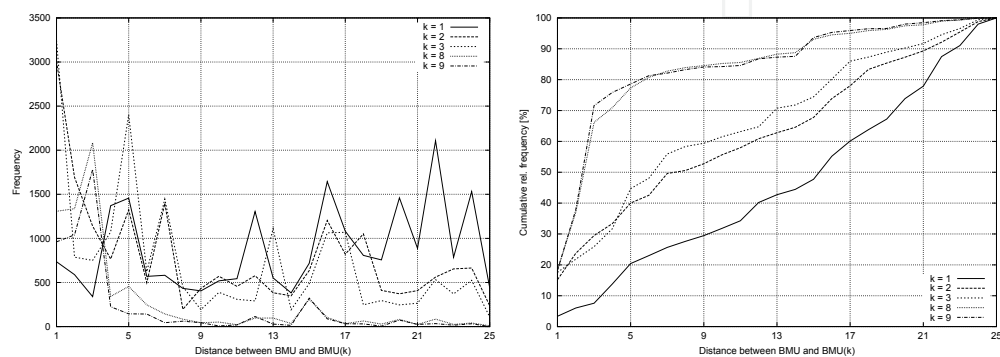 3500
3000
2500
2000
1500
1000
500
0
Frequency
1 5 9 13 17 21 25
Distance between BMU and BMU(k)
k = 1
k = 2
k = 3
k = 8
k = 9
100
90
80
70
60
50
40
30
20
10
0
Cumulative rel. frequency [%]
1 5 9 13 17 21 25
Distance between BMU and BMU(k)
k = 1
k = 2
k = 3
k = 8
k = 9